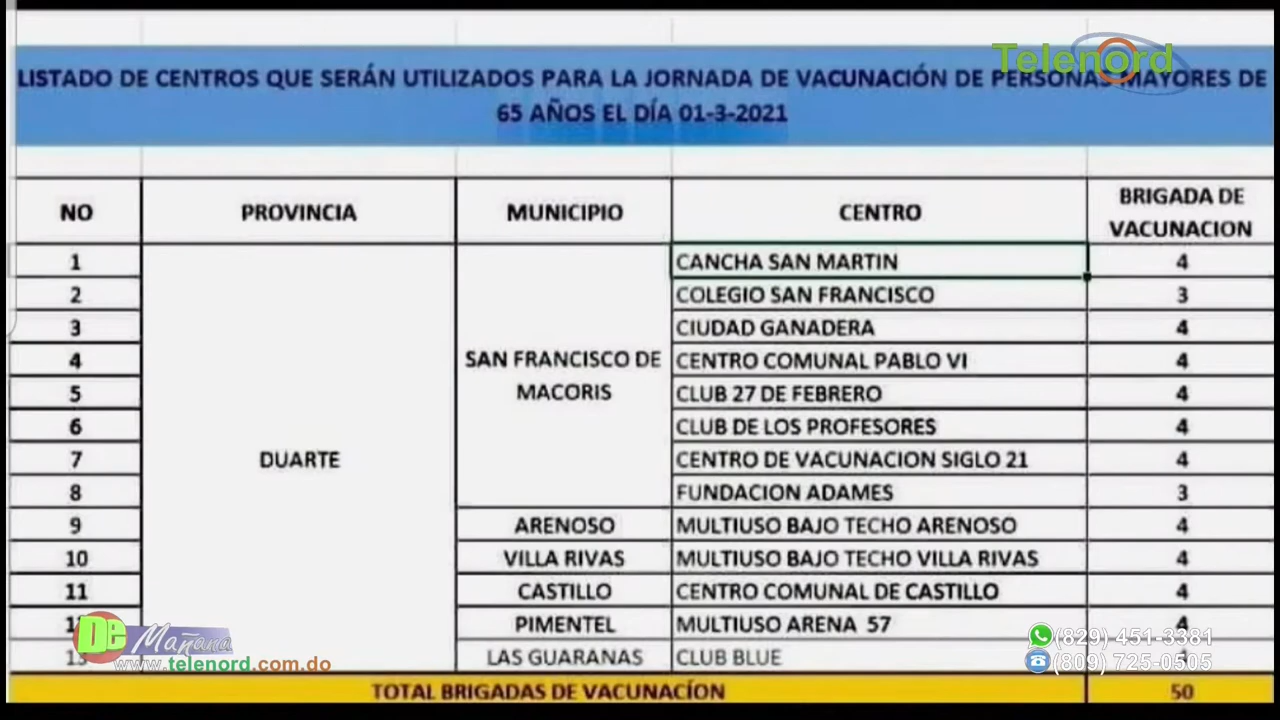 Telenord
LISTADO DE CENTROS QUE SERÁN UTILIZADOS PARA LA JORNADA DE VACUNACIÓN DE PERSONAS MAYORES DE
65 AÑOS EL DÍA 01-3-2021
NO PROVINCIA MUNICIPIO CENTRO BRIGADA DE VACUNACION
1 CANCHA SAN MARTIN 4
2 COLEGIO SAN FRANCISCO 3
3 CIUDAD GANADERA 4
4 CENTRO COMUNAL PABLO VI 4
SAN FRANCISCO DE
MACORIS
5 CLUB 27 DE FEBRERO 4
6 CLUB DE LOS PROFESORES 4
7 DUARTE CENTRO DE VACUNACION SIGLO 21 4
8 FUNDACION ADAMES 3
9 ARENOSO MULTIUSO BAJO TECHO ARENOSO 4
10 VILLA RIVAS MULTIUSO BAJO TECHO VILLA RIVAS 4
11 CASTILLO CENTRO COMUNAL DE CASTILLO 4
PIMENTEL MULTIUSO ARENA 57 4
13 LAS GUARANAS CLUB BLUE
TOTAL BRIGADAS DE VACUNACÍON 50
De Mañana
www.telenord.com.do
(829) 451-3381
(809) 725-0505